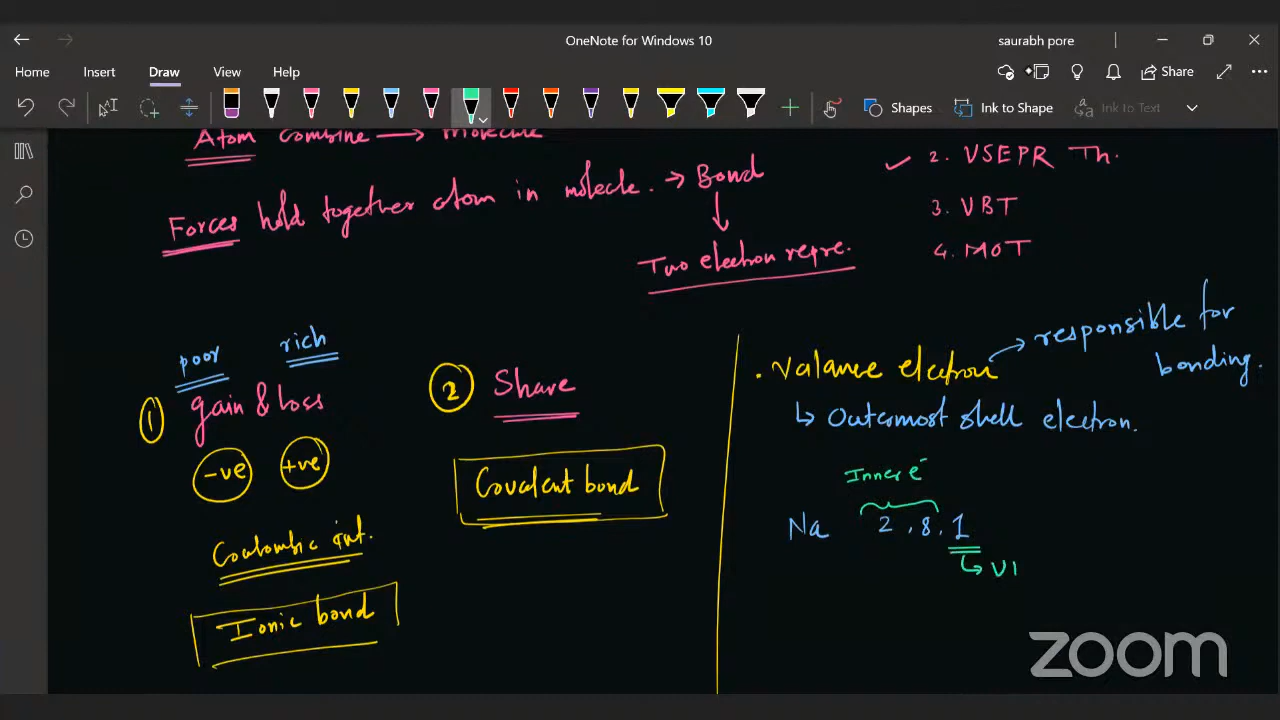 OneNote for Windows 10
saurabh pore
Home Insert Draw View Help
Share
Shapes
Ink to Shape
Ink to Text
Atom combine → Molecule
Forces hold together atom in molecule. → Bond
Two electron repre.
✓ 2. VSEPR Th.
3. VBT
4. MOT
poor rich
① gain & loss
-ve +ve
Coulombic int.
Ionic bond
② Share
Covalent bond
. Valance electron → responsible for
bonding.
↳ Outermost shell electron.
Inner e⁻
Na 2, 8, 1
↳ V
zoom